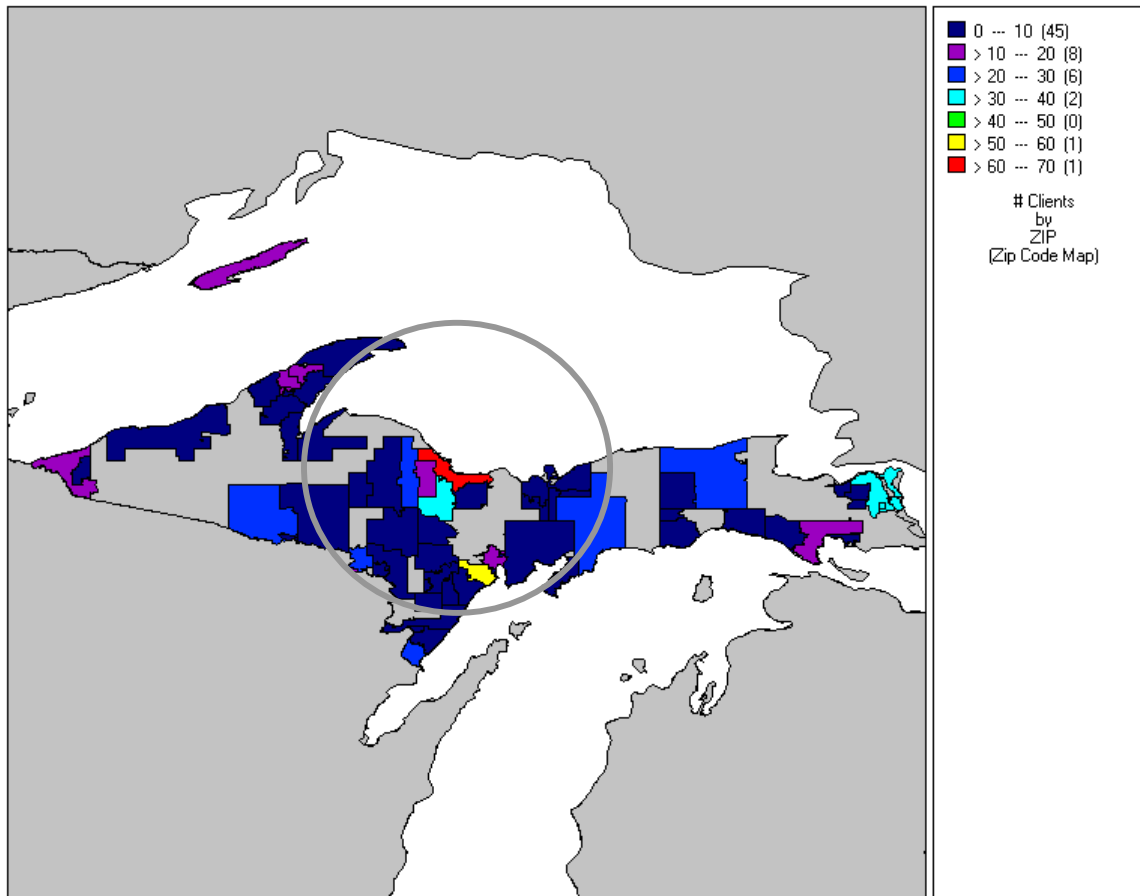 0 --- 10 (45)
> 10 --- 20 (8)
> 20 --- 30 (6)
> 30 --- 40 (2)
> 40 --- 50 (0)
> 50 --- 60 (1)
> 60 --- 70 (1)
# Clients
by
ZIP
(Zip Code Map)